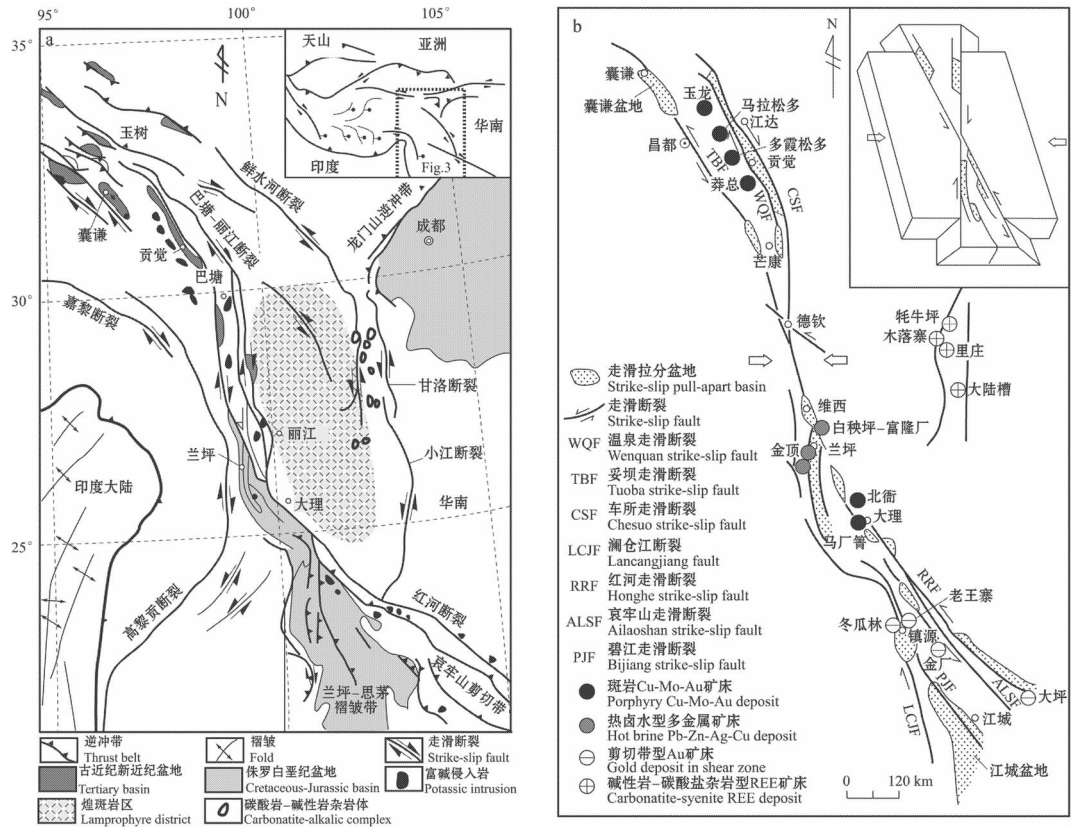 95°
100°
105°
35°
30°
25°
a
N
天山
亚洲
华南
印度
Fig.3
玉树
鲜水河断裂
巴塘-丽江断裂
龙门山逆冲带
成都
囊谦
贡觉
巴塘
嘉黎断裂
甘洛断裂
丽江
兰坪
小江断裂
印度大陆
大理
华南
高黎贡断裂
红河断裂
哀牢山剪切带
兰坪-思茅
褶皱带
逆冲带
Thrust belt
褶皱
Fold
走滑断裂
Strike-slip fault
古近纪新近纪盆地
Tertiary basin
侏罗白垩纪盆地
Cretaceous-Jurassic basin
富碱侵入岩
Potassic intrusion
煌斑岩区
Lamprophyre district
碳酸岩-碱性岩杂岩体
Carbonatite-alkalic complex
b
N
囊谦
囊谦盆地
玉龙
马拉松多
江达
昌都
多霞松多
贡觉
TBF
莽总
WQF
CSF
芒康
德钦
牦牛坪
木落寨
里庄
大陆槽
维西
白秧坪-富隆厂
金顶
兰坪
北衙
大理
马厂箐
RRF
老王寨
冬瓜林
镇源
金厂
大坪
ALSF
PJF
LCJF
江城
江城盆地
走滑拉分盆地
Strike-slip pull-apart basin
走滑断裂
Strike-slip fault
WQF 温泉走滑断裂
Wenquan strike-slip fault
TBF 妥坝走滑断裂
Tuoba strike-slip fault
CSF 车所走滑断裂
Chesuo strike-slip fault
LCJF 澜仓江断裂
Lancangjiang fault
RRF 红河走滑断裂
Honghe strike-slip fault
ALSF 哀牢山走滑断裂
Ailaoshan strike-slip fault
PJF 碧江走滑断裂
Bijiang strike-slip fault
斑岩Cu-Mo-Au矿床
Porphyry Cu-Mo-Au deposit
热卤水型多金属矿床
Hot brine Pb-Zn-Ag-Cu deposit
剪切带型Au矿床
Gold deposit in shear zone
碱性岩-碳酸盐杂岩型REE矿床
Carbonatite-syenite REE deposit
0 120 km